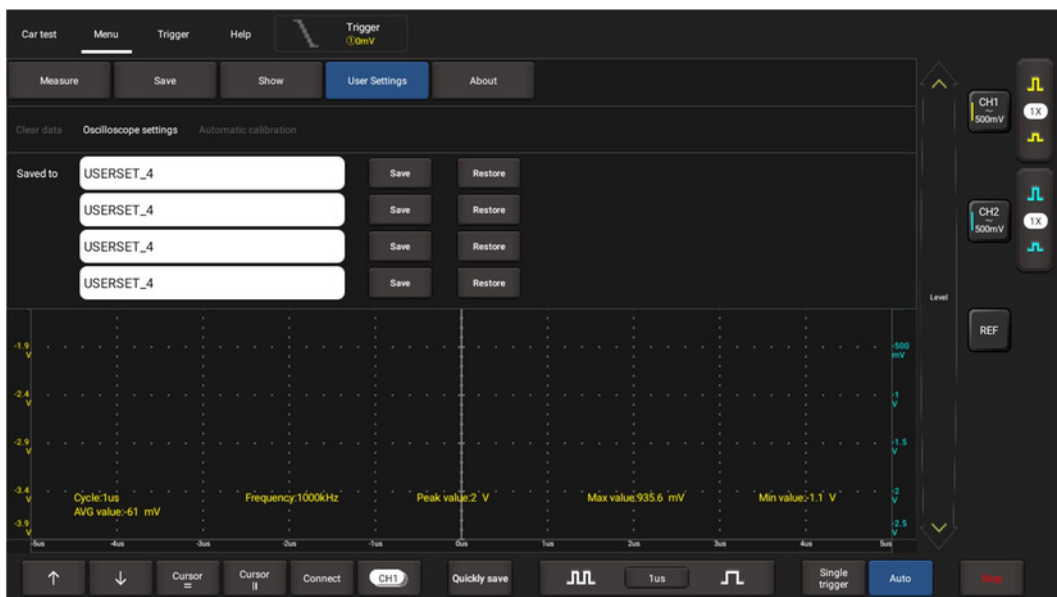 Car test Menu Trigger Help Trigger
①0mV
Measure Save Show User Settings About
Clear data Oscilloscope settings Automatic calibration
Saved to USERSET_4 Save Restore
USERSET_4 Save Restore
USERSET_4 Save Restore
USERSET_4 Save Restore
CH1
~
500mV
1X
CH2
~
500mV
1X
Level
REF
-1.9
V
-2.4
V
-2.9
V
-3.4
V
-3.9
V
-500
mV
-1
V
-1.5
V
-2
V
-2.5
V
Cycle:1us Frequency:1000kHz Peak value:2 V Max value:935.6 mV Min value:-1.1 V
AVG value:-61 mV
-5us -4us -3us -2us -1us 0us 1us 2us 3us 4us 5us
Cursor Cursor Connect CH1 Quickly save 1us Single
trigger Auto Stop